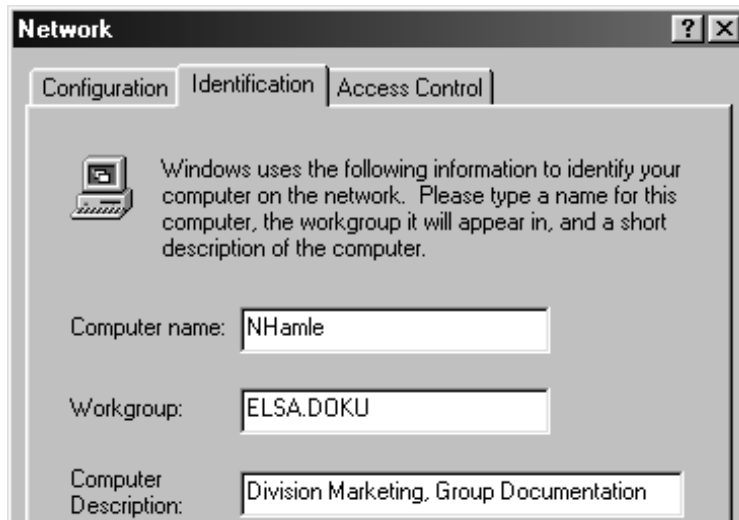 Network
Configuration Identification Access Control
Windows uses the following information to identify your
computer on the network. Please type a name for this
computer, the workgroup it will appear in, and a short
description of the computer.
Computer name: NHamle
Workgroup: ELSA.DOKU
Computer
Description: Division Marketing, Group Documentation